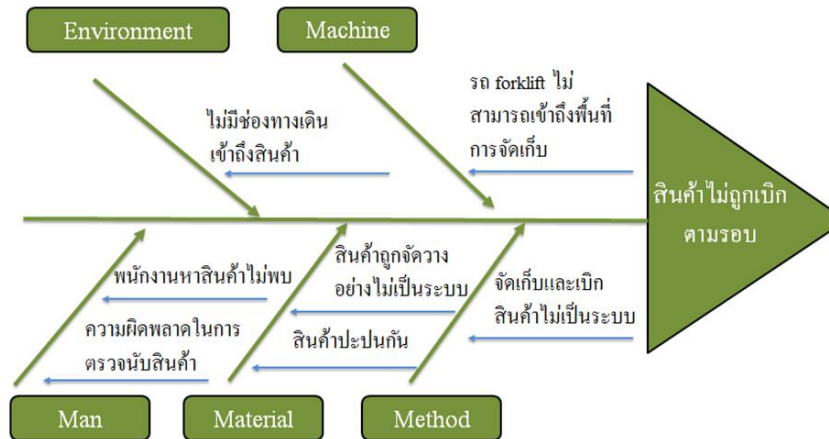 Environment
Machine
รถ forklift ไม่
สามารถเข้าถึงพื้นที่
การจัดเก็บ
ไม่มีช่องทางเดิน
เข้าถึงสินค้า
สินค้าไม่ถูกเบิก
ตามรอบ
พนักงานหาสินค้าไม่พบ
ความผิดพลาดในการ
ตรวจนับสินค้า
สินค้าถูกจัดวาง
อย่างไม่เป็นระบบ
สินค้าปะปนกัน
จัดเก็บและเบิก
สินค้าไม่เป็นระบบ
Man
Material
Method